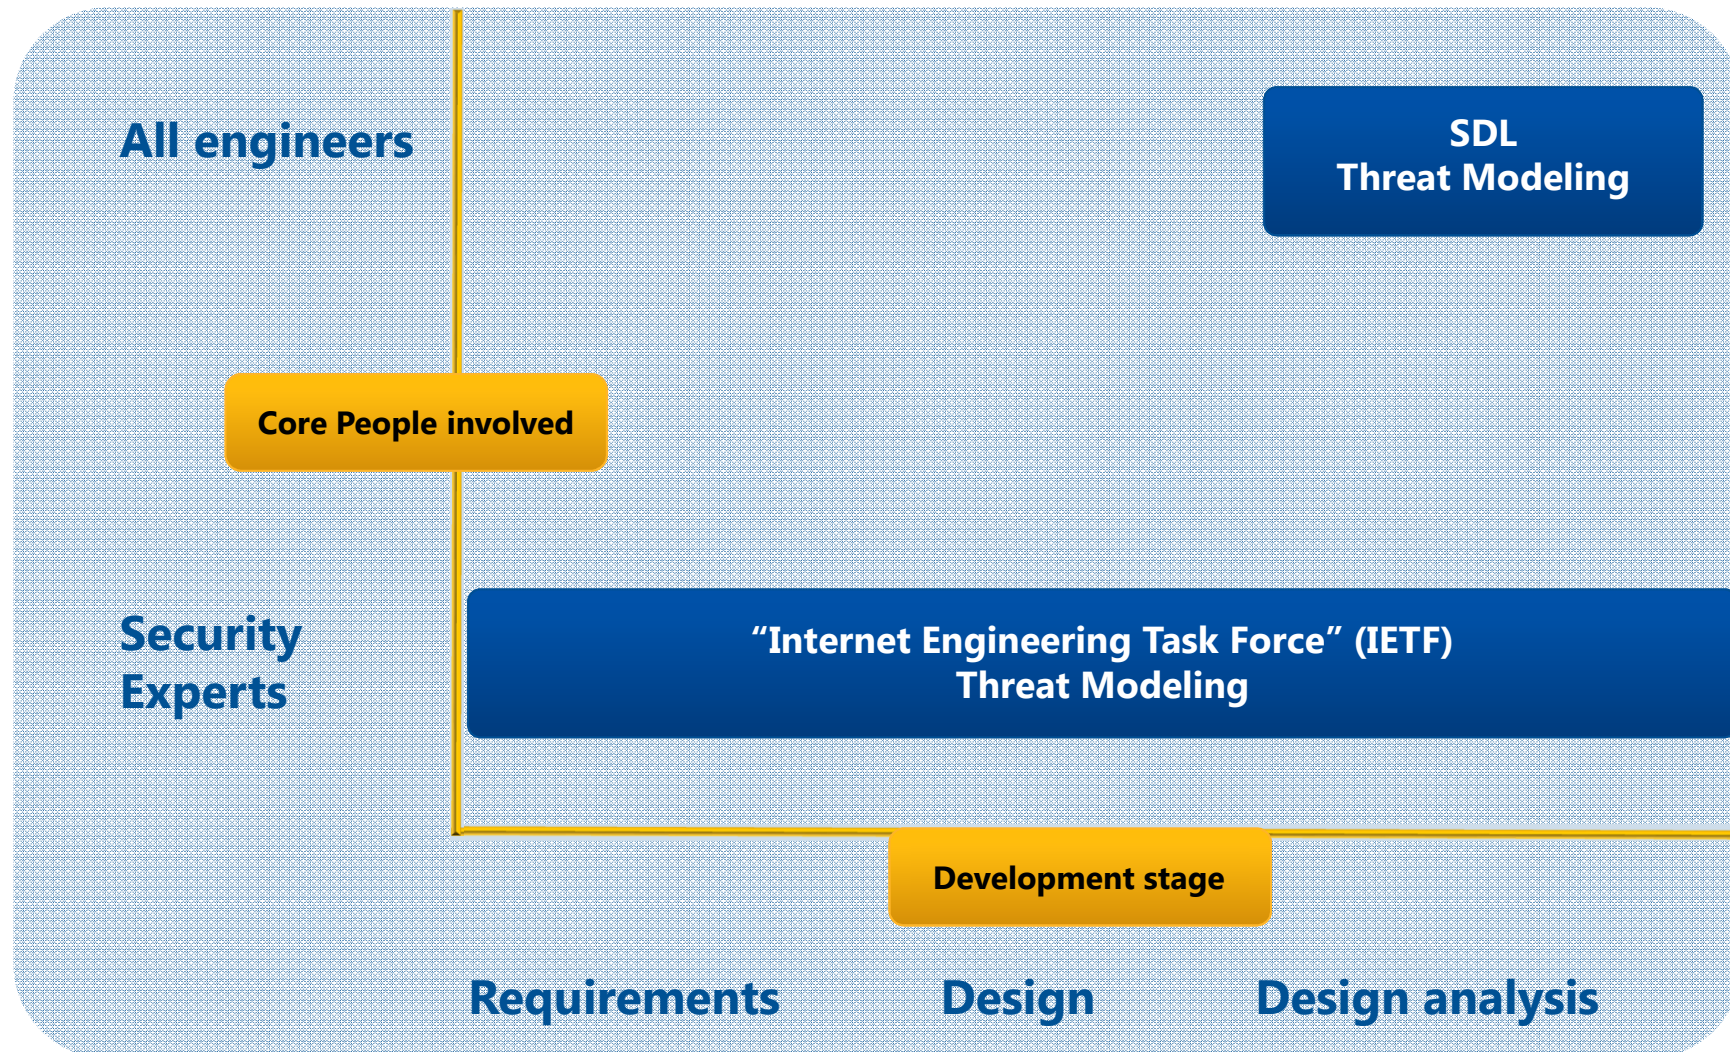 All engineers
SDL
Threat Modeling
Core People involved
Security
Experts
“Internet Engineering Task Force” (IETF)
Threat Modeling
Development stage
Requirements
Design
Design analysis